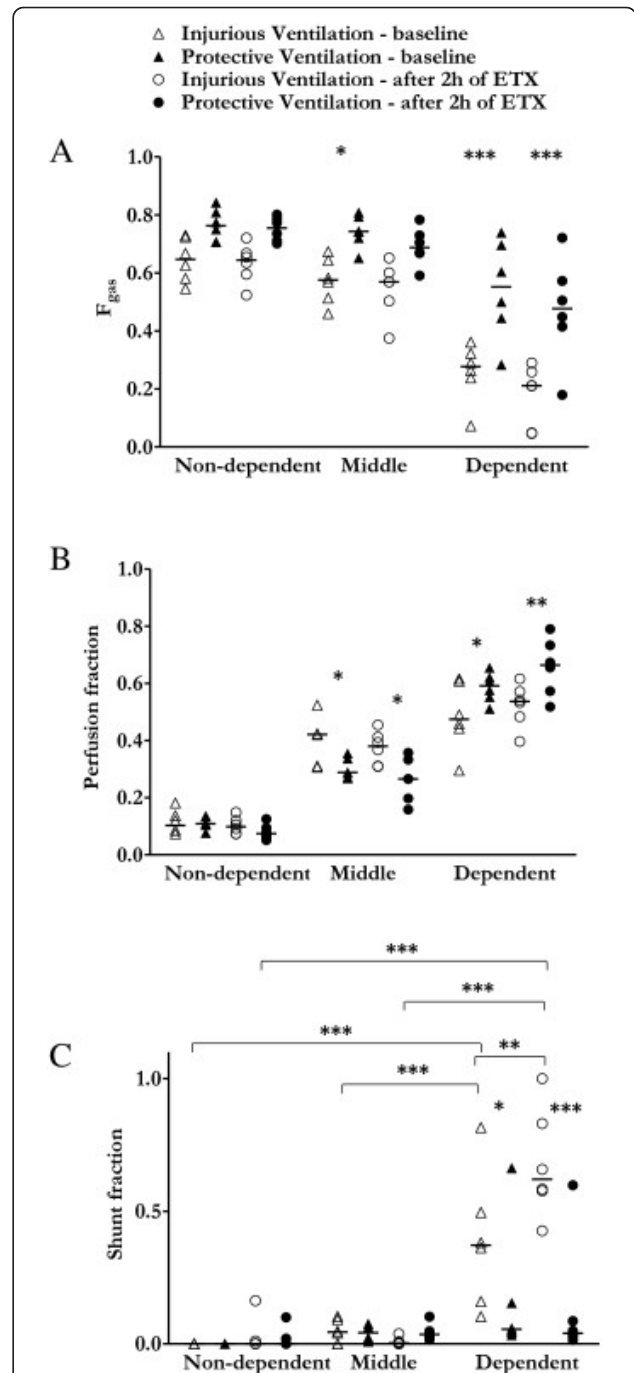 △ Injurious Ventilation - baseline
▲ Protective Ventilation - baseline
○ Injurious Ventilation - after 2h of ETX
● Protective Ventilation - after 2h of ETX
A
* *** ***
1.0
0.8
0.6
0.4
0.2
0.0
Fgas
Non-dependent Middle Dependent
B
1.0
0.8
0.6
0.4
0.2
0.0
Perfusion fraction
* * * **
Non-dependent Middle Dependent
C
***
***
***
**
***
* ***
1.0
0.5
0.0
Shunt fraction
Non-dependent Middle Dependent